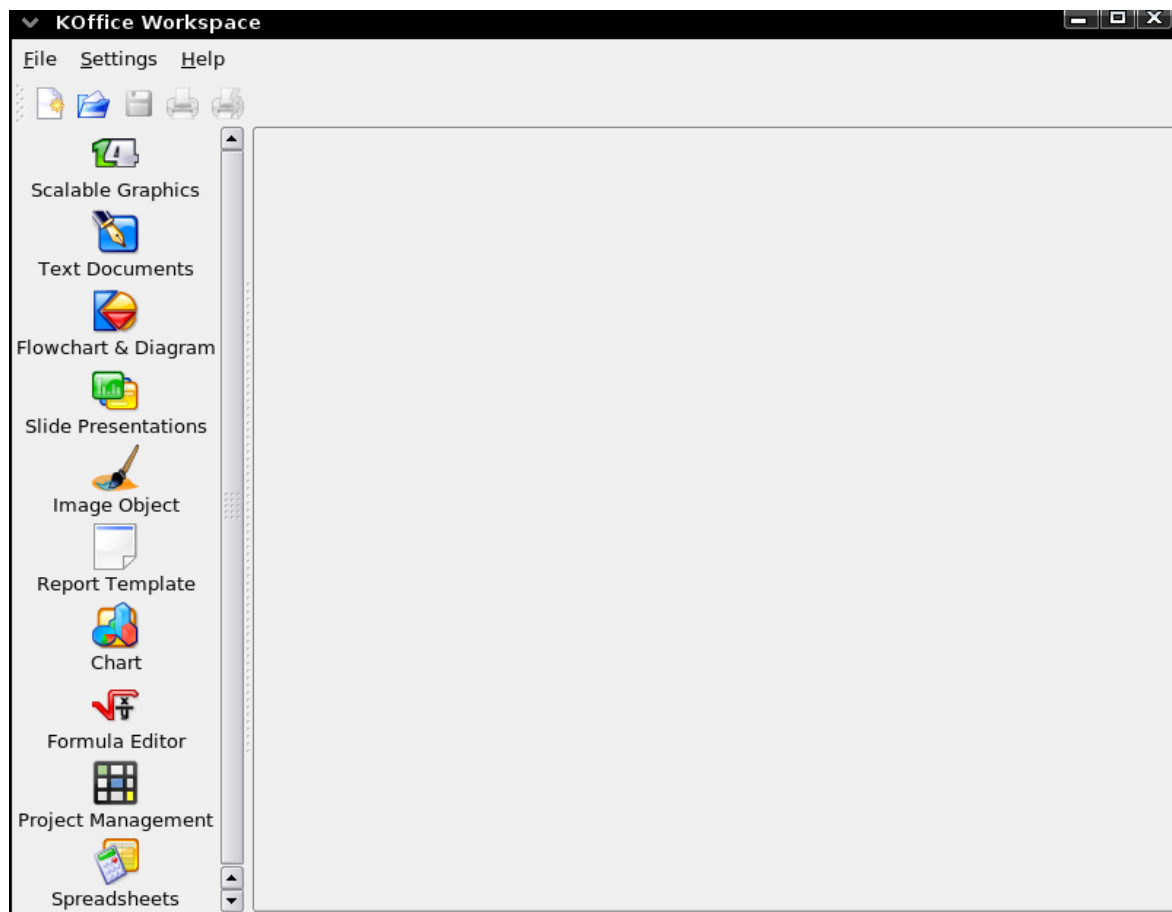 KOffice Workspace
File Settings Help
Scalable Graphics
Text Documents
Flowchart & Diagram
Slide Presentations
Image Object
Report Template
Chart
Formula Editor
Project Management
Spreadsheets